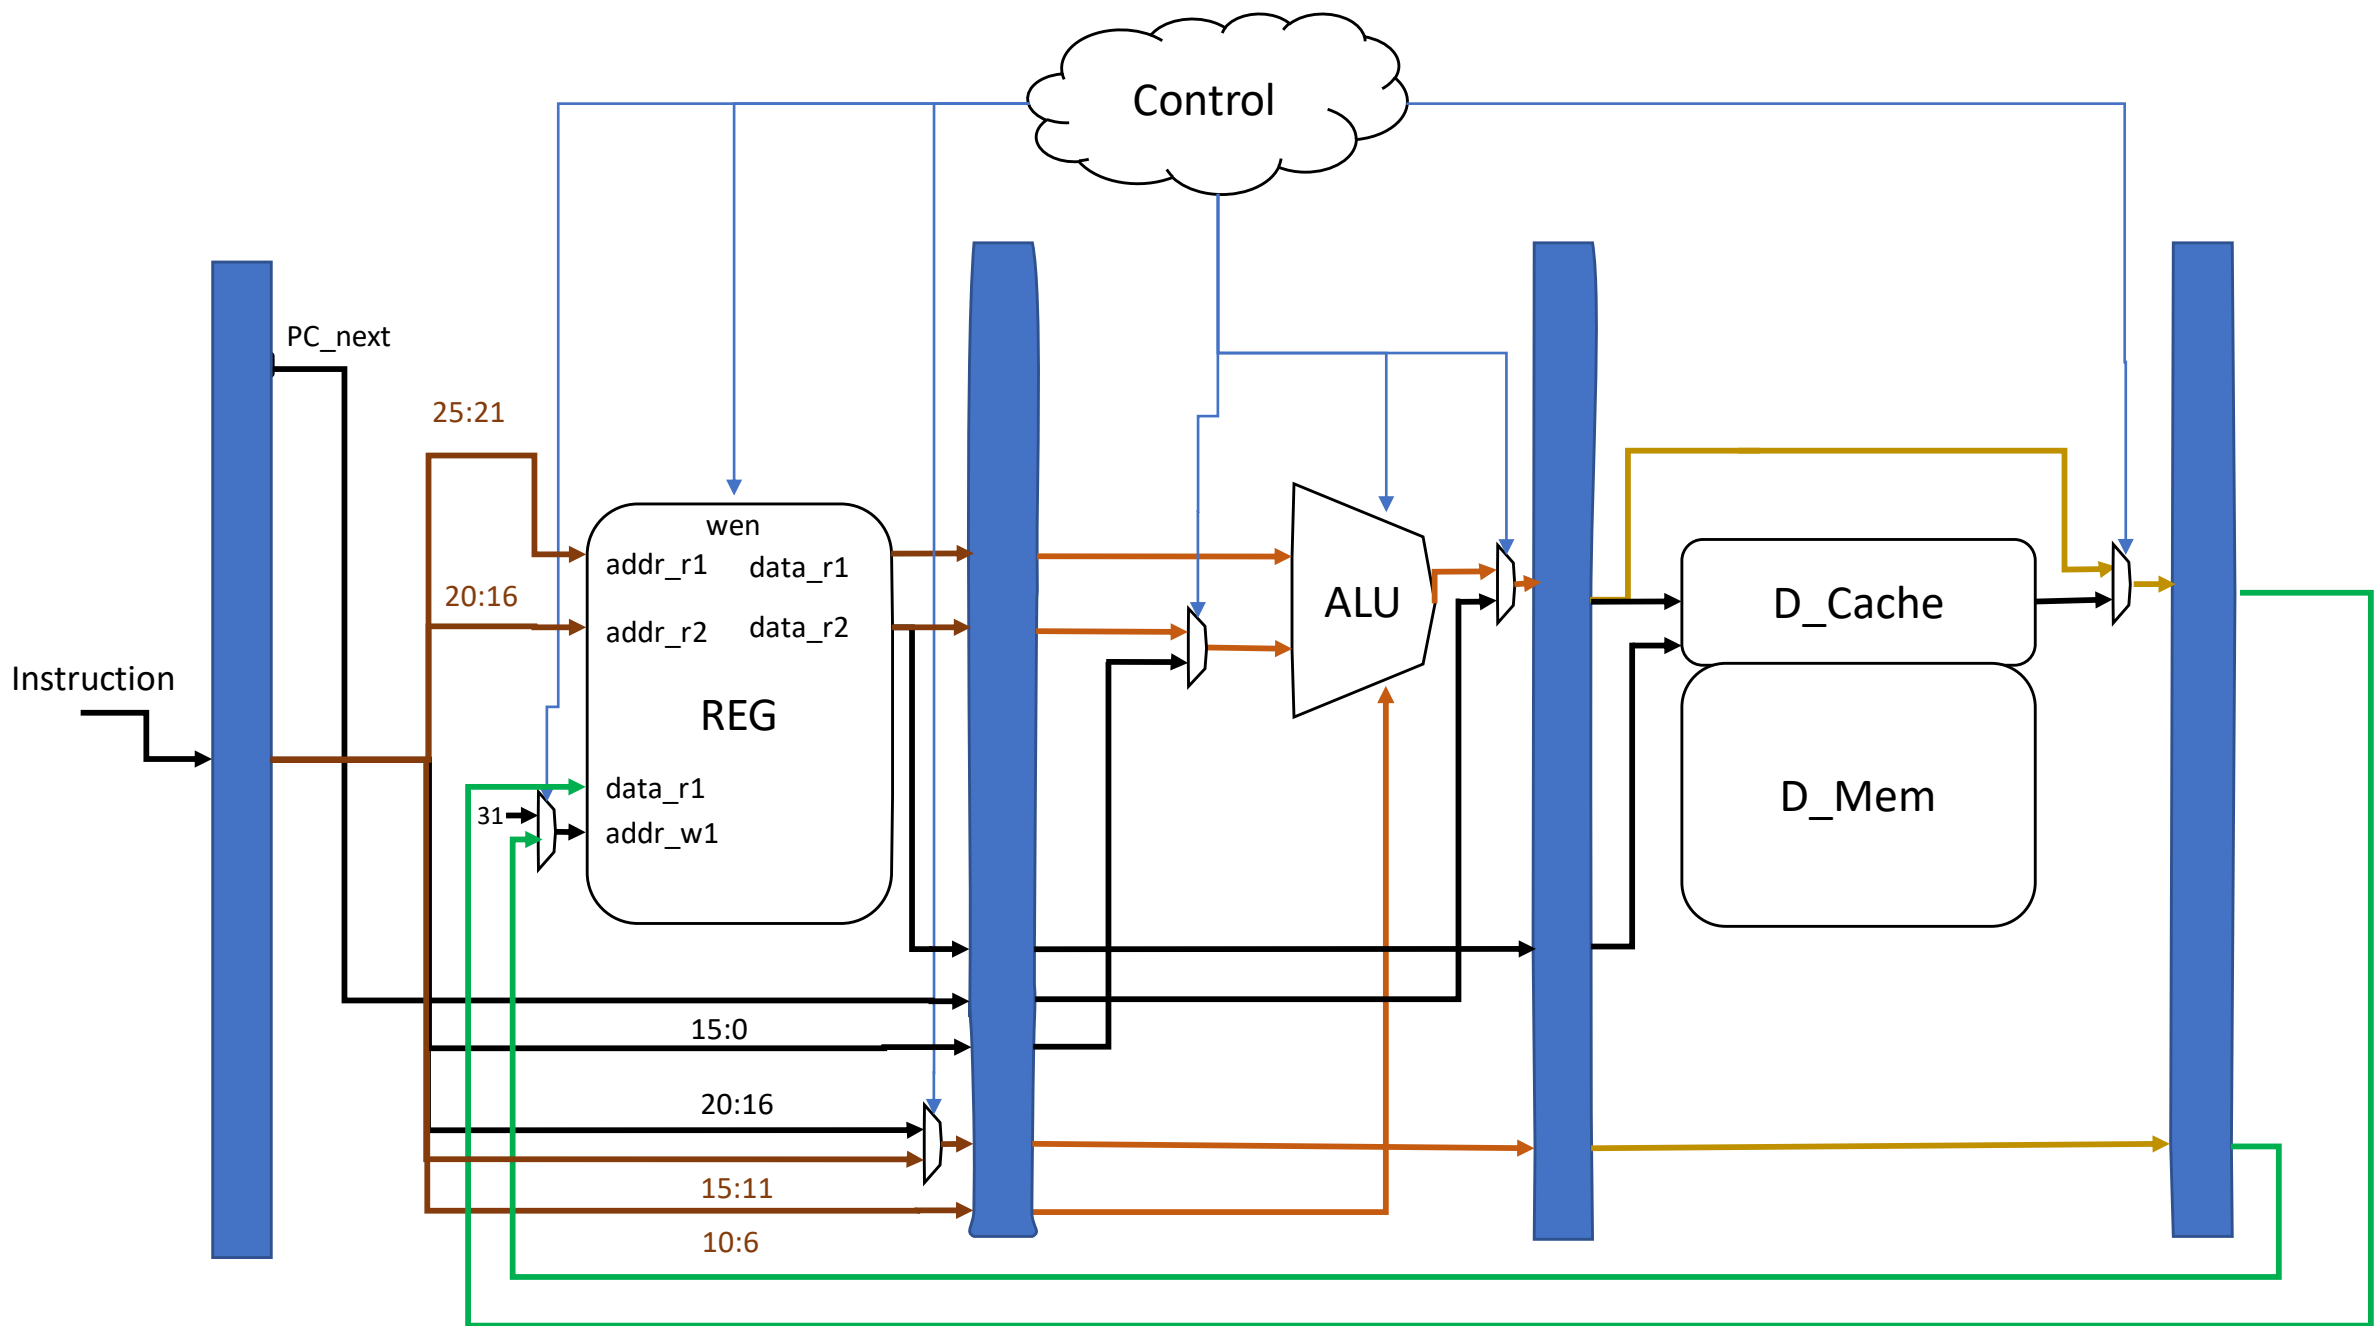 Control
PC_next
25:21
wen
addr_r1 data_r1
20:16
addr_r2 data_r2
ALU
D_Cache
Instruction
REG
data_r1
31
addr_w1
D_Mem
15:0
20:16
15:11
10:6